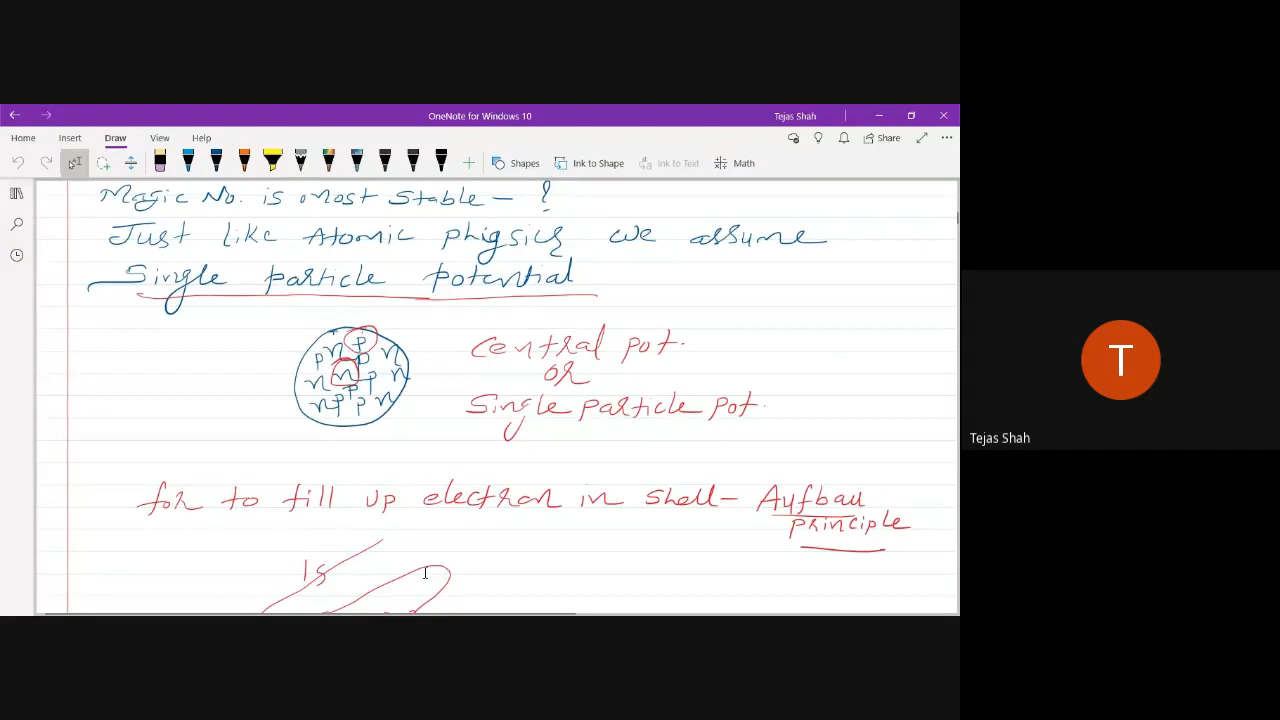 OneNote for Windows 10
Tejas Shah
Home Insert Draw View Help
Share
Shapes Ink to Shape Ink to Text Math
Magic No. is most stable - ?
Just like Atomic phigsics we assume
Single particle potential
p
p n p n
n n p n
p
n p p n
Central pot.
or
Single particle pot.
for to fill up electron in shell - Aufbau
principle
1s
T
Tejas Shah